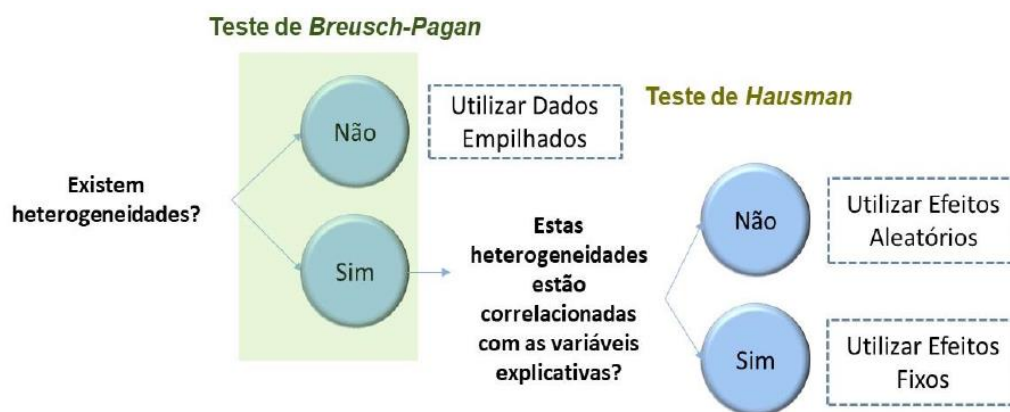 Teste de Breusch-Pagan
Não
Utilizar Dados
Empilhados
Teste de Hausman
Existem
heterogeneidades?
Sim
Estas
heterogeneidades
estão
correlacionadas
com as variáveis
explicativas?
Não
Utilizar Efeitos
Aleatórios
Sim
Utilizar Efeitos
Fixos